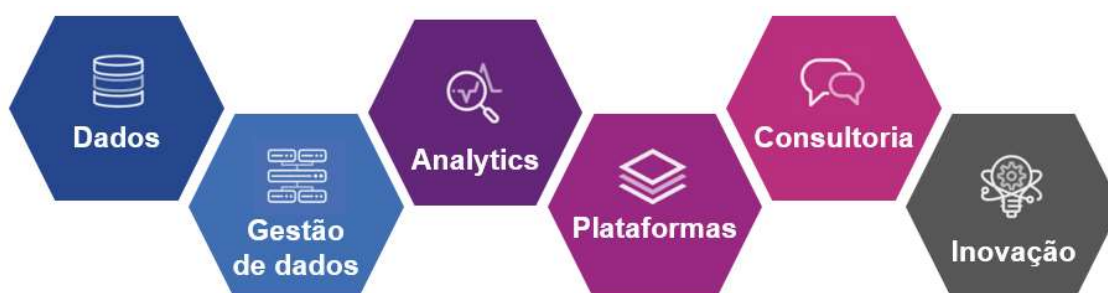 Dados
Gestão
de dados
Analytics
Plataformas
Consultoria
Inovação